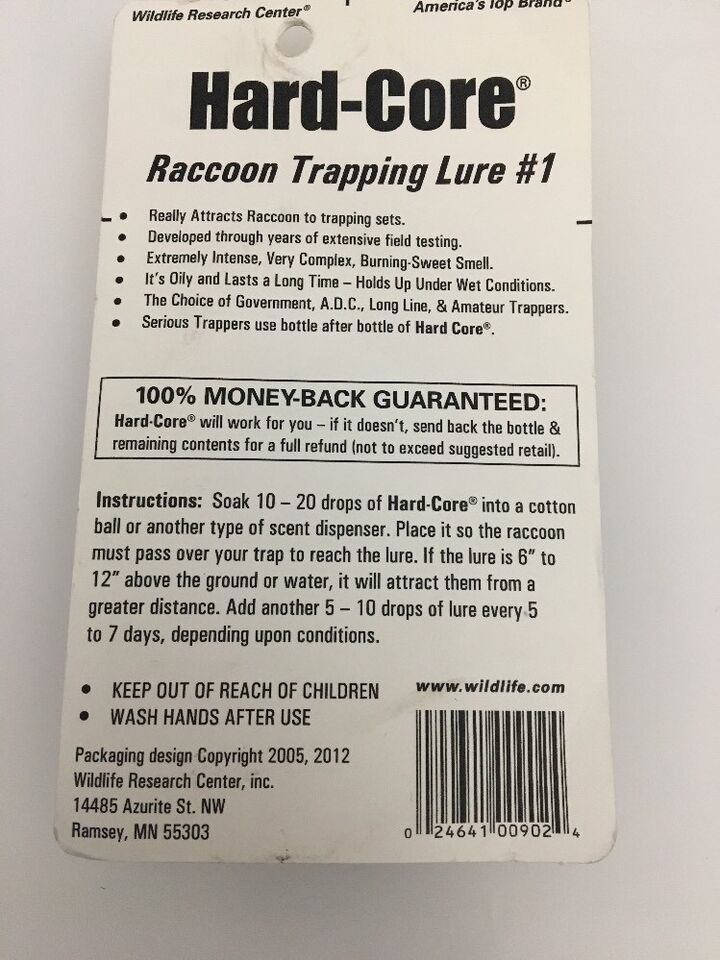 Wildlife Research Center®
America's Top Brand®
Hard-Core®
Raccoon Trapping Lure #1
• Really Attracts Raccoon to trapping sets.
• Developed through years of extensive field testing.
• Extremely Intense, Very Complex, Burning-Sweet Smell.
• It's Oily and Lasts a Long Time – Holds Up Under Wet Conditions.
• The Choice of Government, A.D.C., Long Line, & Amateur Trappers.
• Serious Trappers use bottle after bottle of Hard Core®.
100% MONEY-BACK GUARANTEED:
Hard-Core® will work for you – if it doesn't, send back the bottle &
remaining contents for a full refund (not to exceed suggested retail).
Instructions: Soak 10 – 20 drops of Hard-Core® into a cotton
ball or another type of scent dispenser. Place it so the raccoon
must pass over your trap to reach the lure. If the lure is 6” to
12” above the ground or water, it will attract them from a
greater distance. Add another 5 – 10 drops of lure every 5
to 7 days, depending upon conditions.
• KEEP OUT OF REACH OF CHILDREN
• WASH HANDS AFTER USE
www.wildlife.com
Packaging design Copyright 2005, 2012
Wildlife Research Center, inc.
14485 Azurite St. NW
Ramsey, MN 55303
0 24641 00902 4